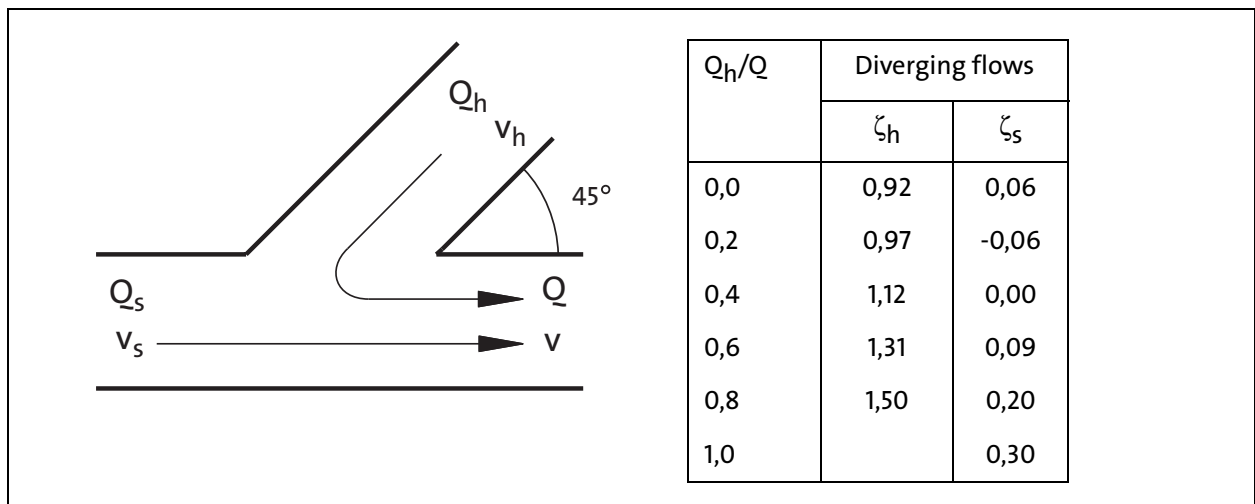 Qh
vh
45°
Qs
Q
vs
v
Qh/Q Diverging flows
ζh ζs
0,0 0,92 0,06
0,2 0,97 -0,06
0,4 1,12 0,00
0,6 1,31 0,09
0,8 1,50 0,20
1,0 0,30